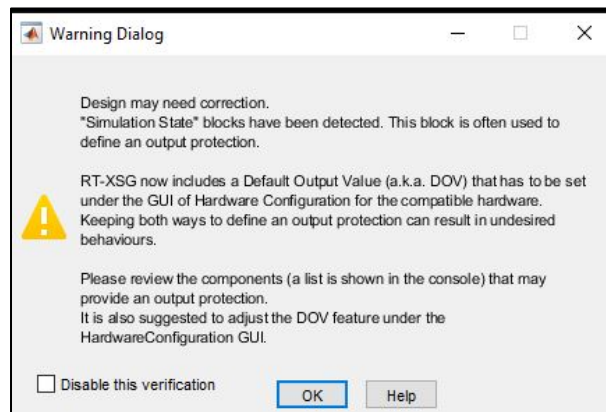 Warning Dialog
Design may need correction.
"Simulation State" blocks have been detected. This block is often used to
define an output protection.
RT-XSG now includes a Default Output Value (a.k.a. DOV) that has to be set
under the GUI of Hardware Configuration for the compatible hardware.
Keeping both ways to define an output protection can result in undesired
behaviours.
Please review the components (a list is shown in the console) that may
provide an output protection.
It is also suggested to adjust the DOV feature under the
HardwareConfiguration GUI.
Disable this verification
OK
Help